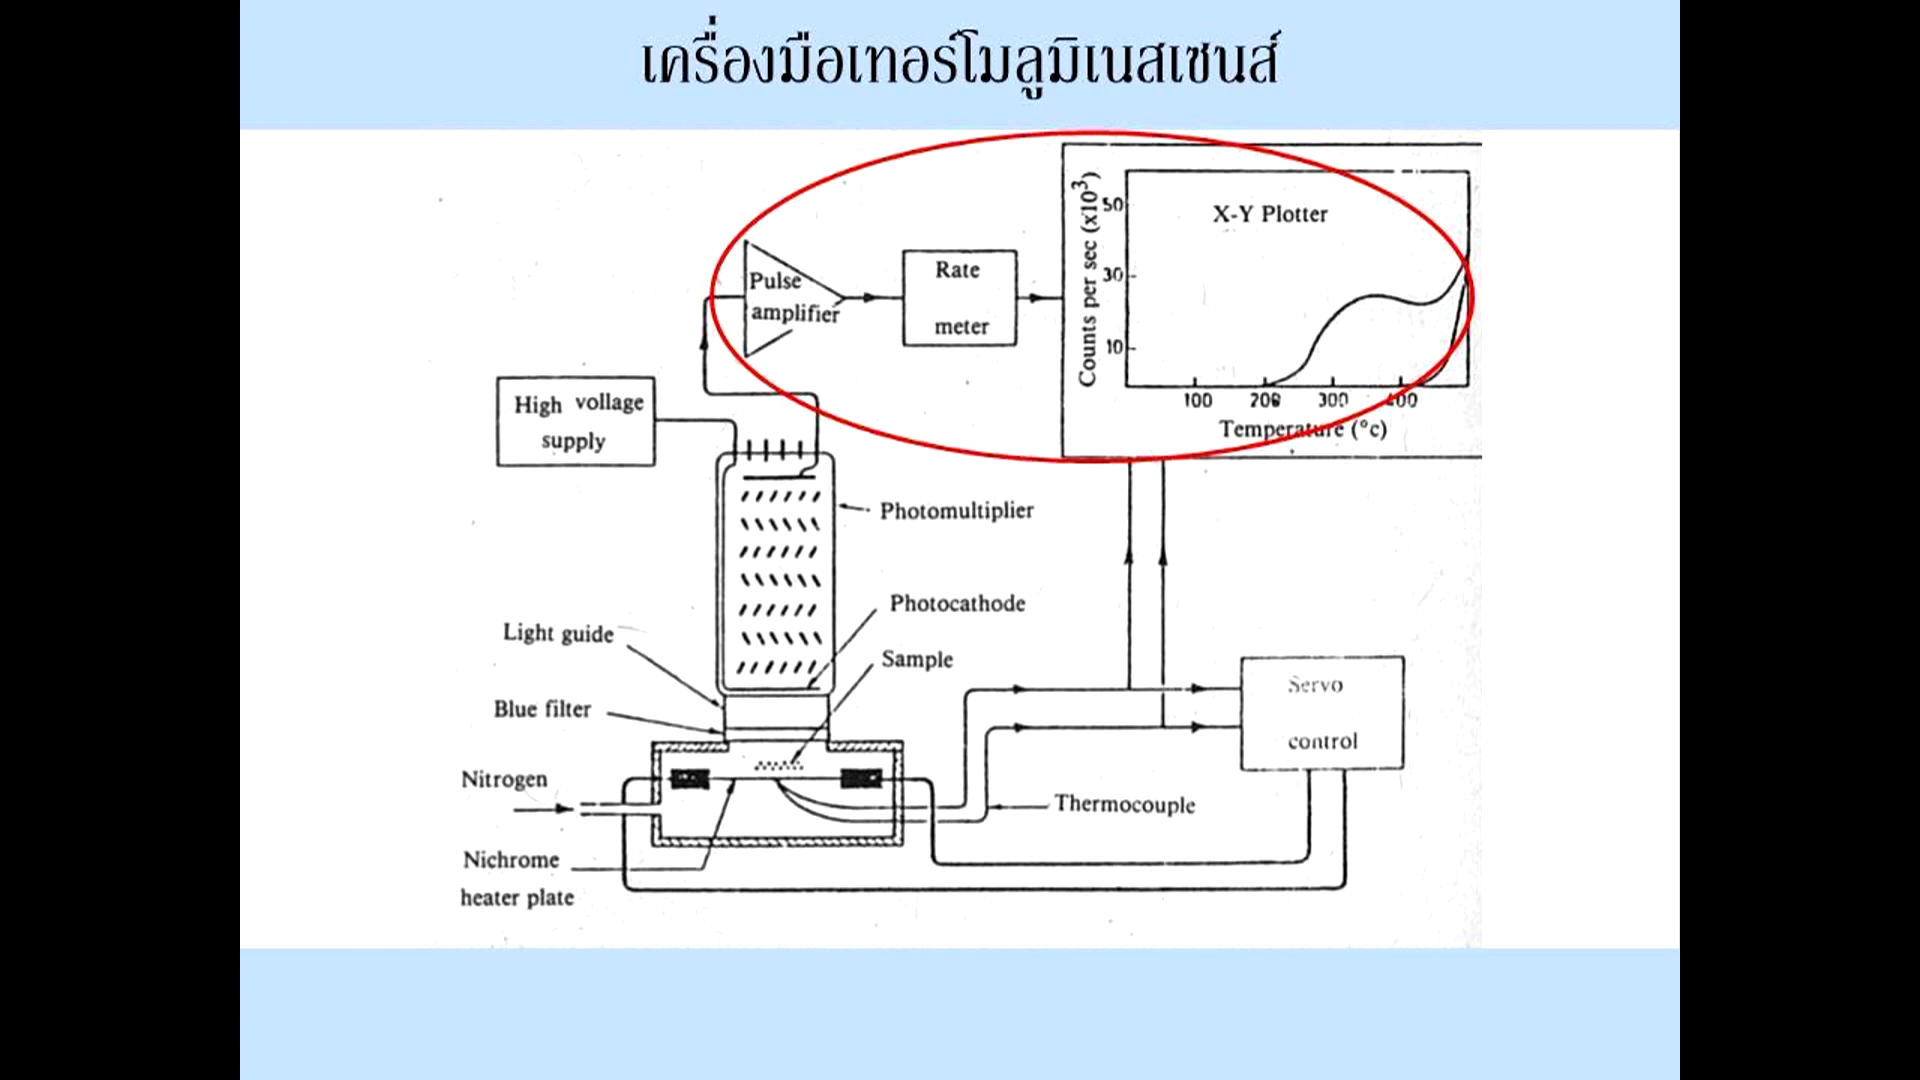 เครื่องมือเทอร์โมลูมิเนสเซนส์
Counts per sec (x10³)
50
30
10
X-Y Plotter
100
200
300
400
Temperature (°c)
Pulse
amplifier
Rate
meter
High vollage
supply
Photomultiplier
Photocathode
Light guide
Sample
Blue filter
Servo
control
Nitrogen
Thermocouple
Nichrome
heater plate